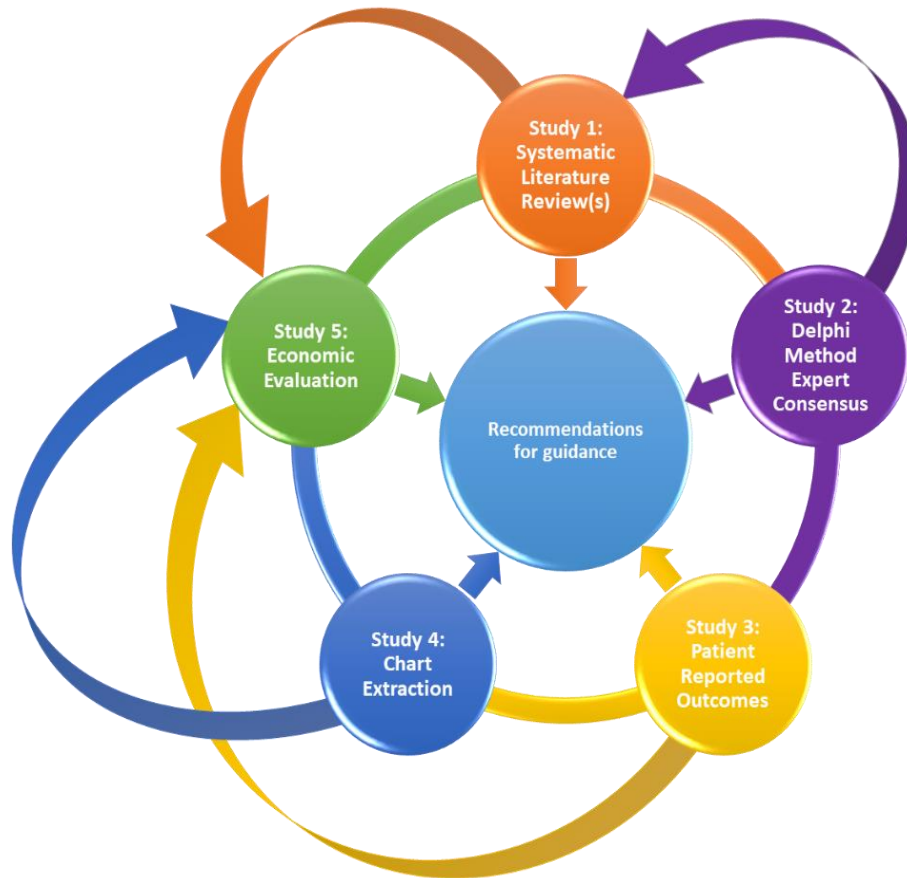 Study 1:
Systematic
Literature
Review(s)
Study 2:
Delphi
Method
Expert
Consensus
Study 5:
Economic
Evaluation
Recommendations
for guidance
Study 4:
Chart
Extraction
Study 3:
Patient
Reported
Outcomes